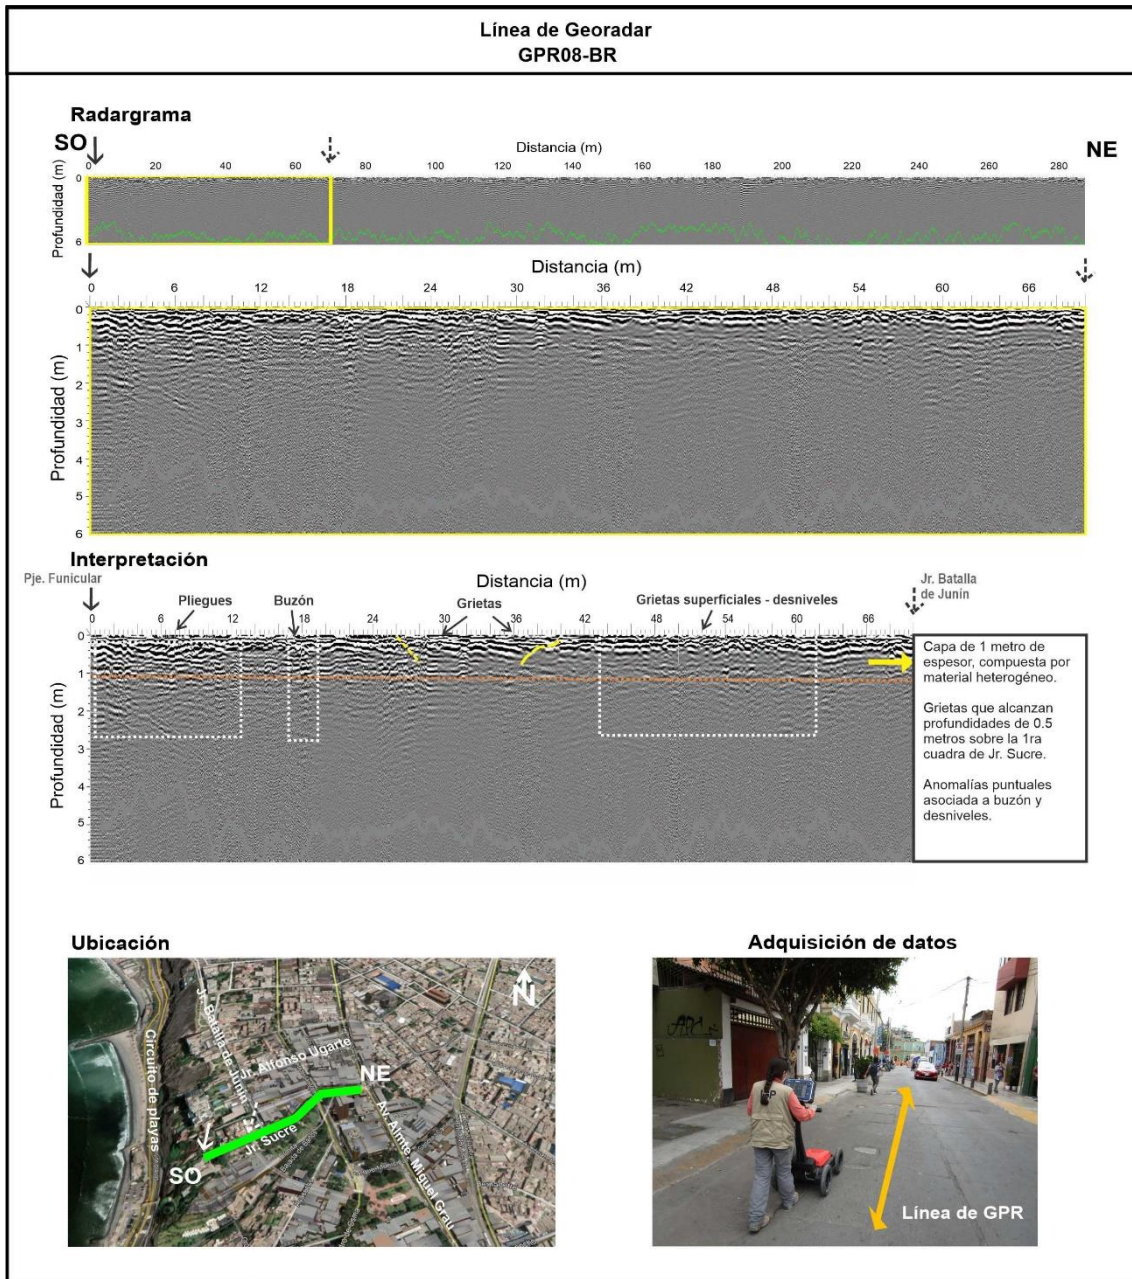 Línea de Georadar
GPR08-BR
Radargrama
SO
NE
Distancia (m)
0 20 40 60 80 100 120 140 160 180 200 220 240 260 280
Profundidad (m)
0
6
Distancia (m)
0 6 12 18 24 30 36 42 48 54 60 66
Profundidad (m)
0
1
2
3
4
5
6
Interpretación
Pje. Funicular
Distancia (m)
Jr. Batalla
de Junín
Pliegues
Buzón
Grietas
Grietas superficiales - desniveles
0 6 12 18 24 30 36 42 48 54 60 66
Profundidad (m)
0
1
2
3
4
5
6
Capa de 1 metro de
espesor, compuesta por
material heterogéneo.
Grietas que alcanzan
profundidades de 0.5
metros sobre la 1ra
cuadra de Jr. Sucre.
Anomalías puntuales
asociada a buzón y
desniveles.
Ubicación
N
Circuito de playas
Jr. Batalla de Junín
Jr. Alfonso Ugarte
NE
Jr. Sucre
SO
Av. Almte. Miguel Grau
Adquisición de datos
Línea de GPR